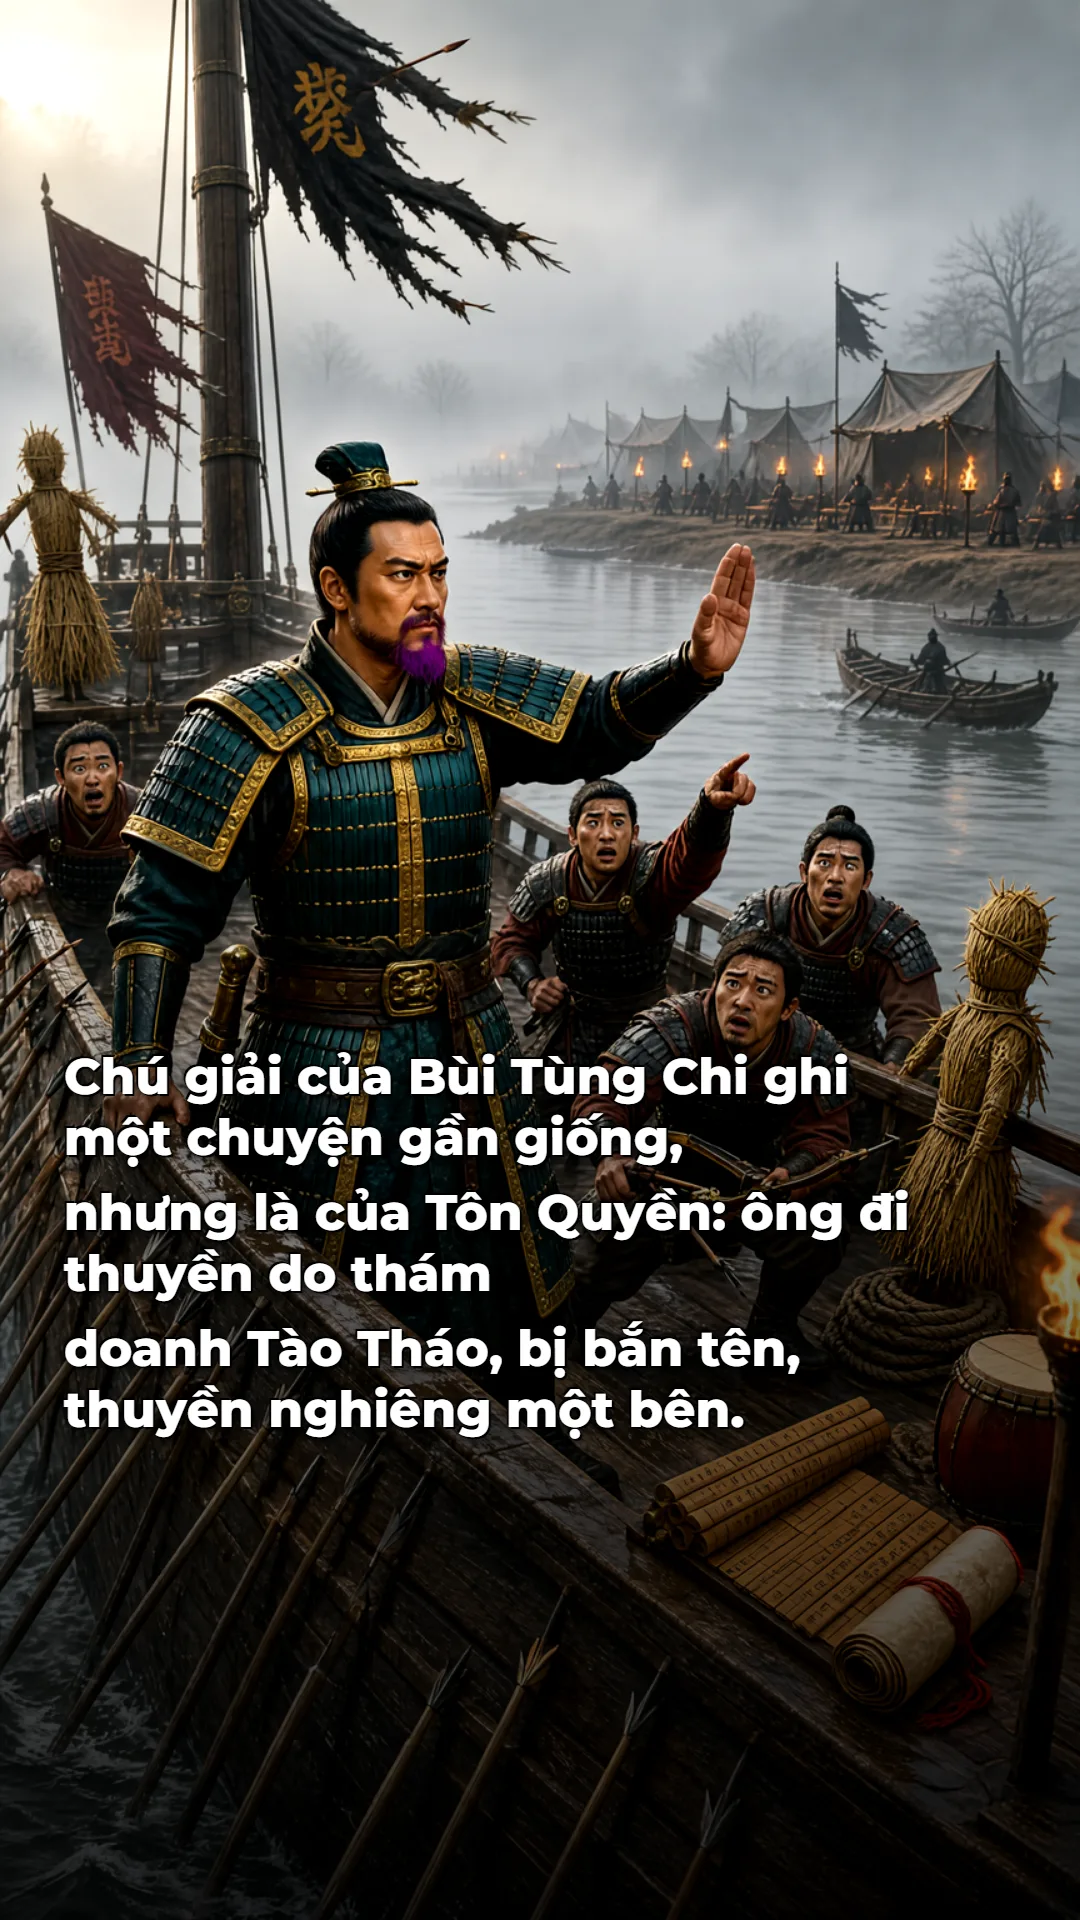 Chú giải của Bùi Tùng Chi ghi
một chuyện gần giống,
nhưng là của Tôn Quyền: ông đi
thuyền do thám
doanh Tào Tháo, bị bắn tên,
thuyền nghiêng một bên.